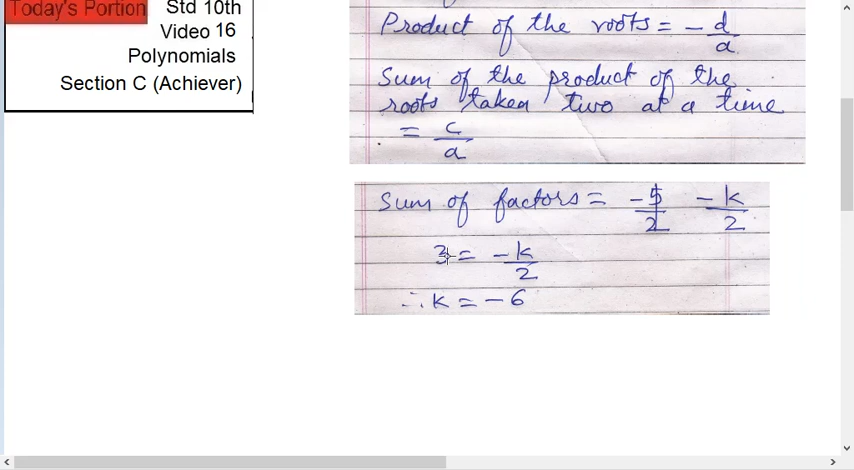 Today's Portion
Std 10th
Video 16
Polynomials
Section C (Achiever)
Product of the roots = - d/a
Sum of the product of the
roots taken two at a time
= c/a
Sum of factors = -5/2 -k/2
3 = -k/2
∴ k = -6